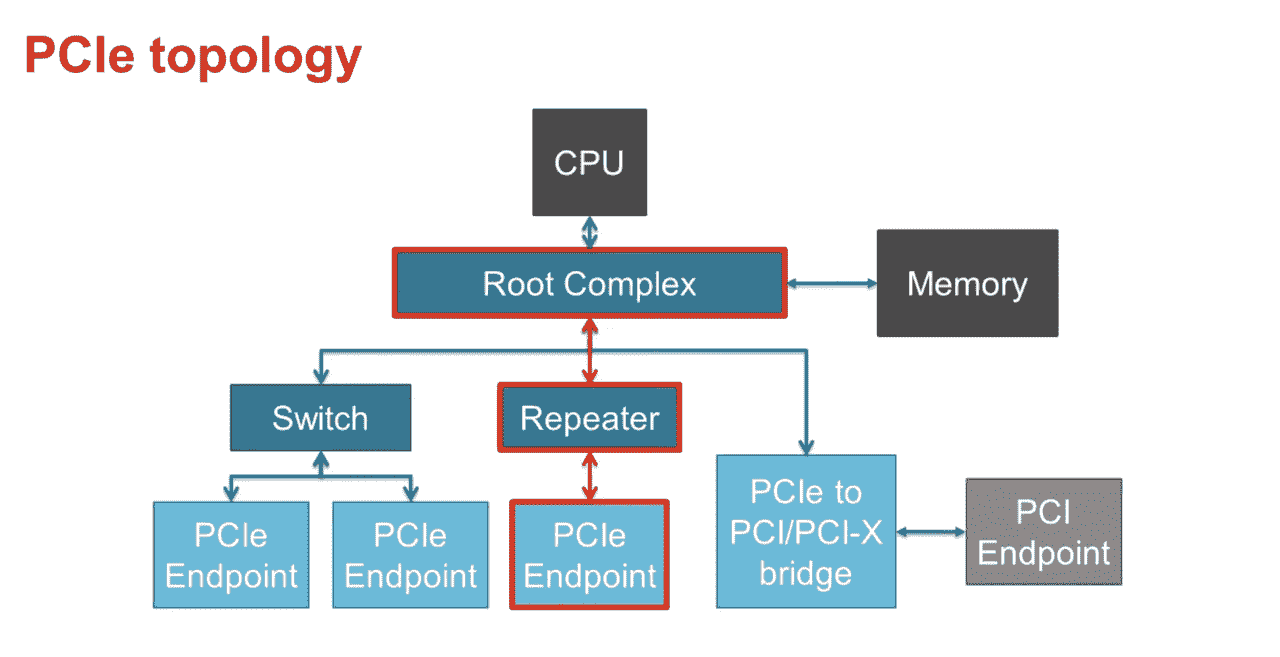 PCIe topology
CPU
Root Complex
Memory
Switch
Repeater
PCIe
Endpoint
PCIe
Endpoint
PCIe
Endpoint
PCIe to
PCI/PCI-X
bridge
PCI
Endpoint